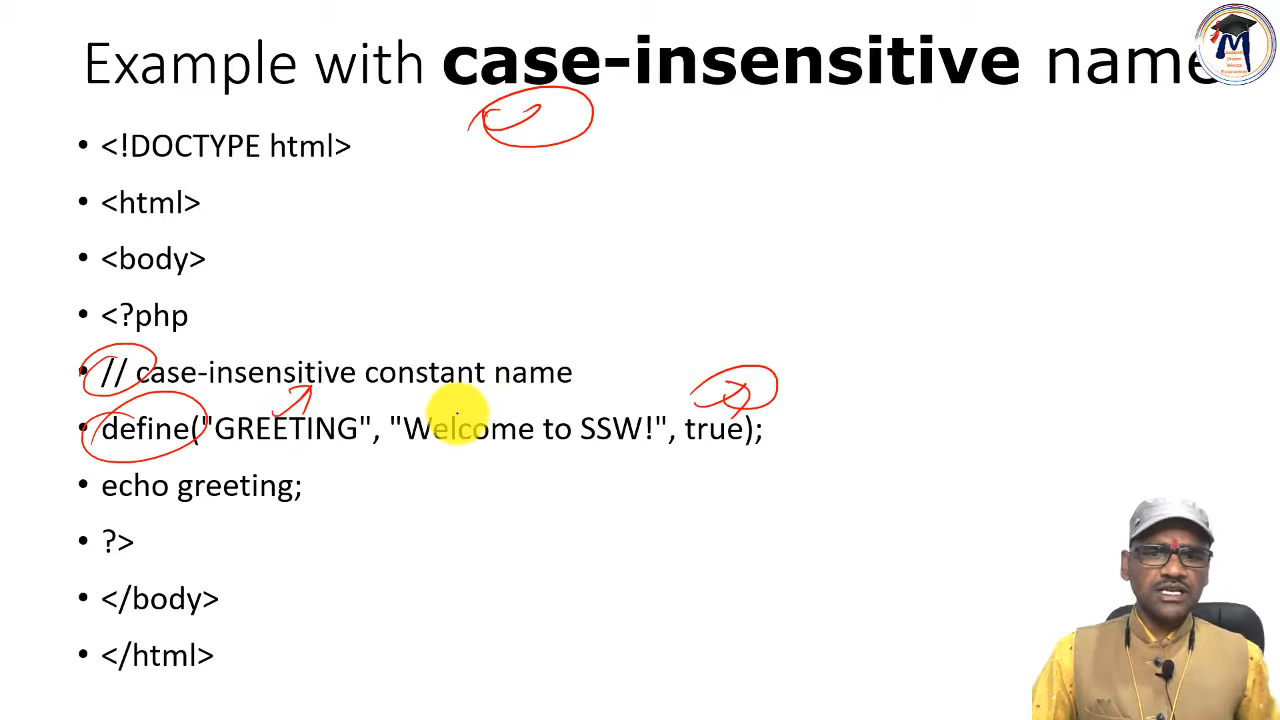 Example with case-insensitive name
• <!DOCTYPE html>
• <html>
• <body>
• <?php
• // case-insensitive constant name
• define("GREETING", "Welcome to SSW!", true);
• echo greeting;
• ?>
• </body>
• </html>